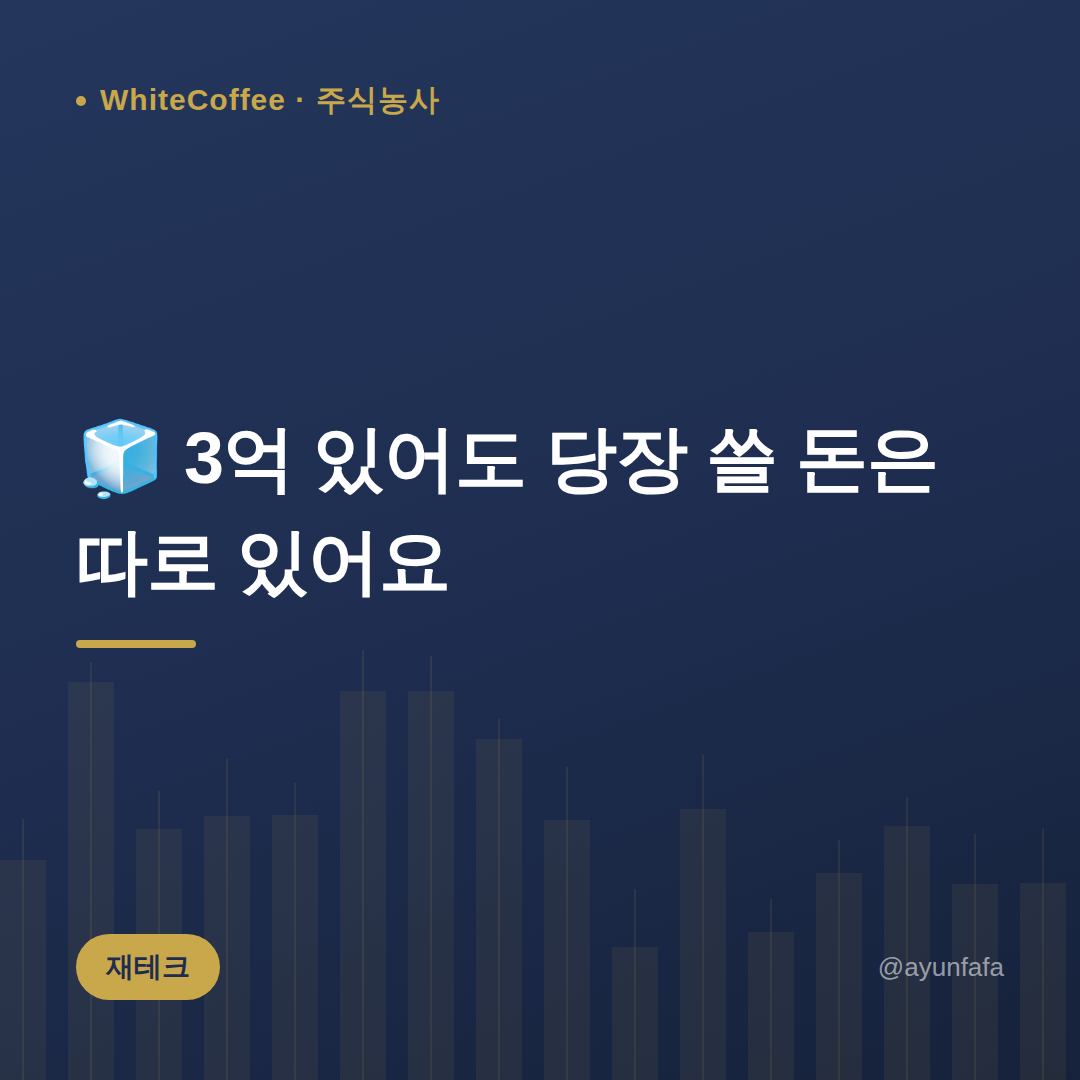 • WhiteCoffee · 주식농사
🧊 3억 있어도 당장 쓸 돈은
따로 있어요
재테크
@ayunfafa